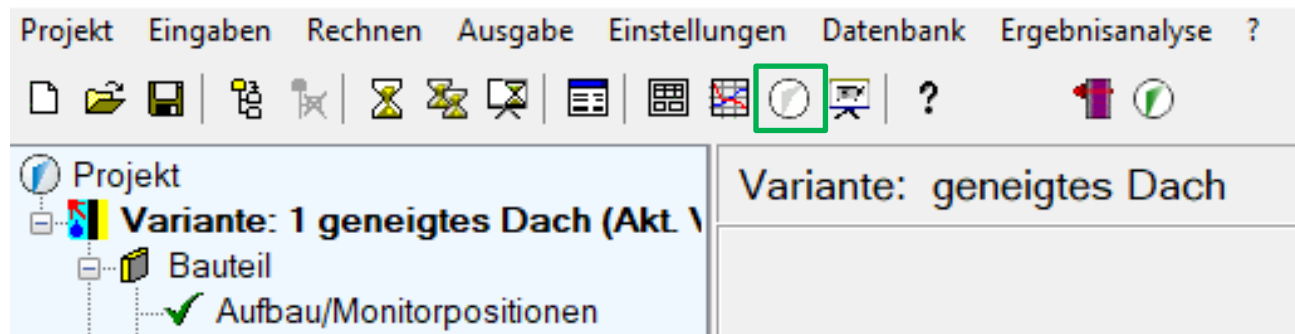 Projekt Eingaben Rechnen Ausgabe Einstellungen Datenbank Ergebnisanalyse ?
?
Projekt
Variante: 1 geneigtes Dach (Akt.
Bauteil
Aufbau/Monitorpositionen
Variante: geneigtes Dach